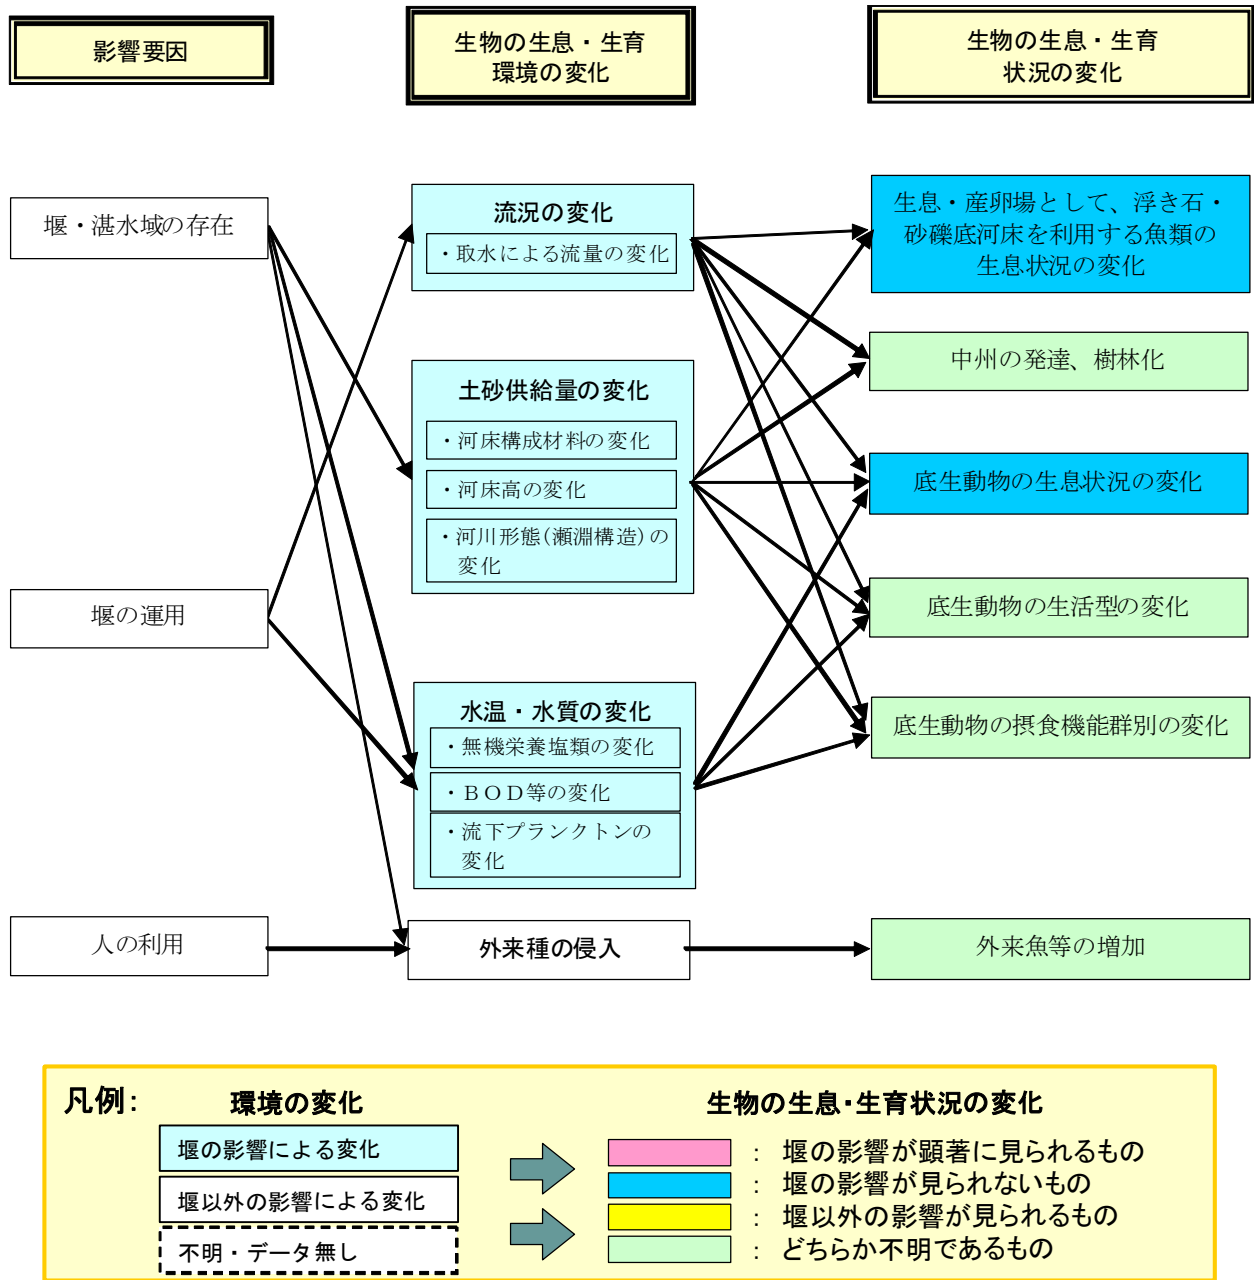 影響要因
生物の生息・生育
環境の変化
生物の生息・生育
状況の変化
堰・湛水域の存在
堰の運用
人の利用
流況の変化
・取水による流量の変化
土砂供給量の変化
・河床構成材料の変化
・河床高の変化
・河川形態(瀬淵構造)の
変化
水温・水質の変化
・無機栄養塩類の変化
・ＢＯＤ等の変化
・流下プランクトンの
変化
外来種の侵入
生息・産卵場として、浮き石・
砂礫底河床を利用する魚類の
生息状況の変化
中州の発達、樹林化
底生動物の生息状況の変化
底生動物の生活型の変化
底生動物の摂食機能群別の変化
外来魚等の増加
凡例：
環境の変化
堰の影響による変化
堰以外の影響による変化
不明・データ無し
生物の生息・生育状況の変化
： 堰の影響が顕著に見られるもの
： 堰の影響が見られないもの
： 堰以外の影響が見られるもの
： どちらか不明であるもの